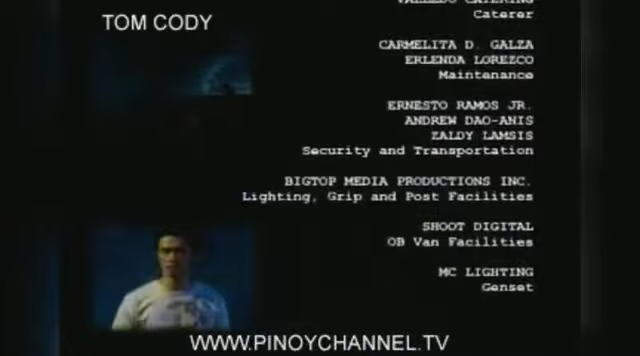 TOM CODY
VALLEJO CATERING
Caterer
CARMELITA D. GALZA
ERLENDA LOREZCO
Maintenance
ERNESTO RAMOS JR.
ANDREW DAO-ANIS
ZALDY LAMSIS
Security and Transportation
BIGTOP MEDIA PRODUCTIONS INC.
Lighting, Grip and Post Facilities
SHOOT DIGITAL
OB Van Facilities
MC LIGHTING
Genset
WWW.PINOYCHANNEL.TV